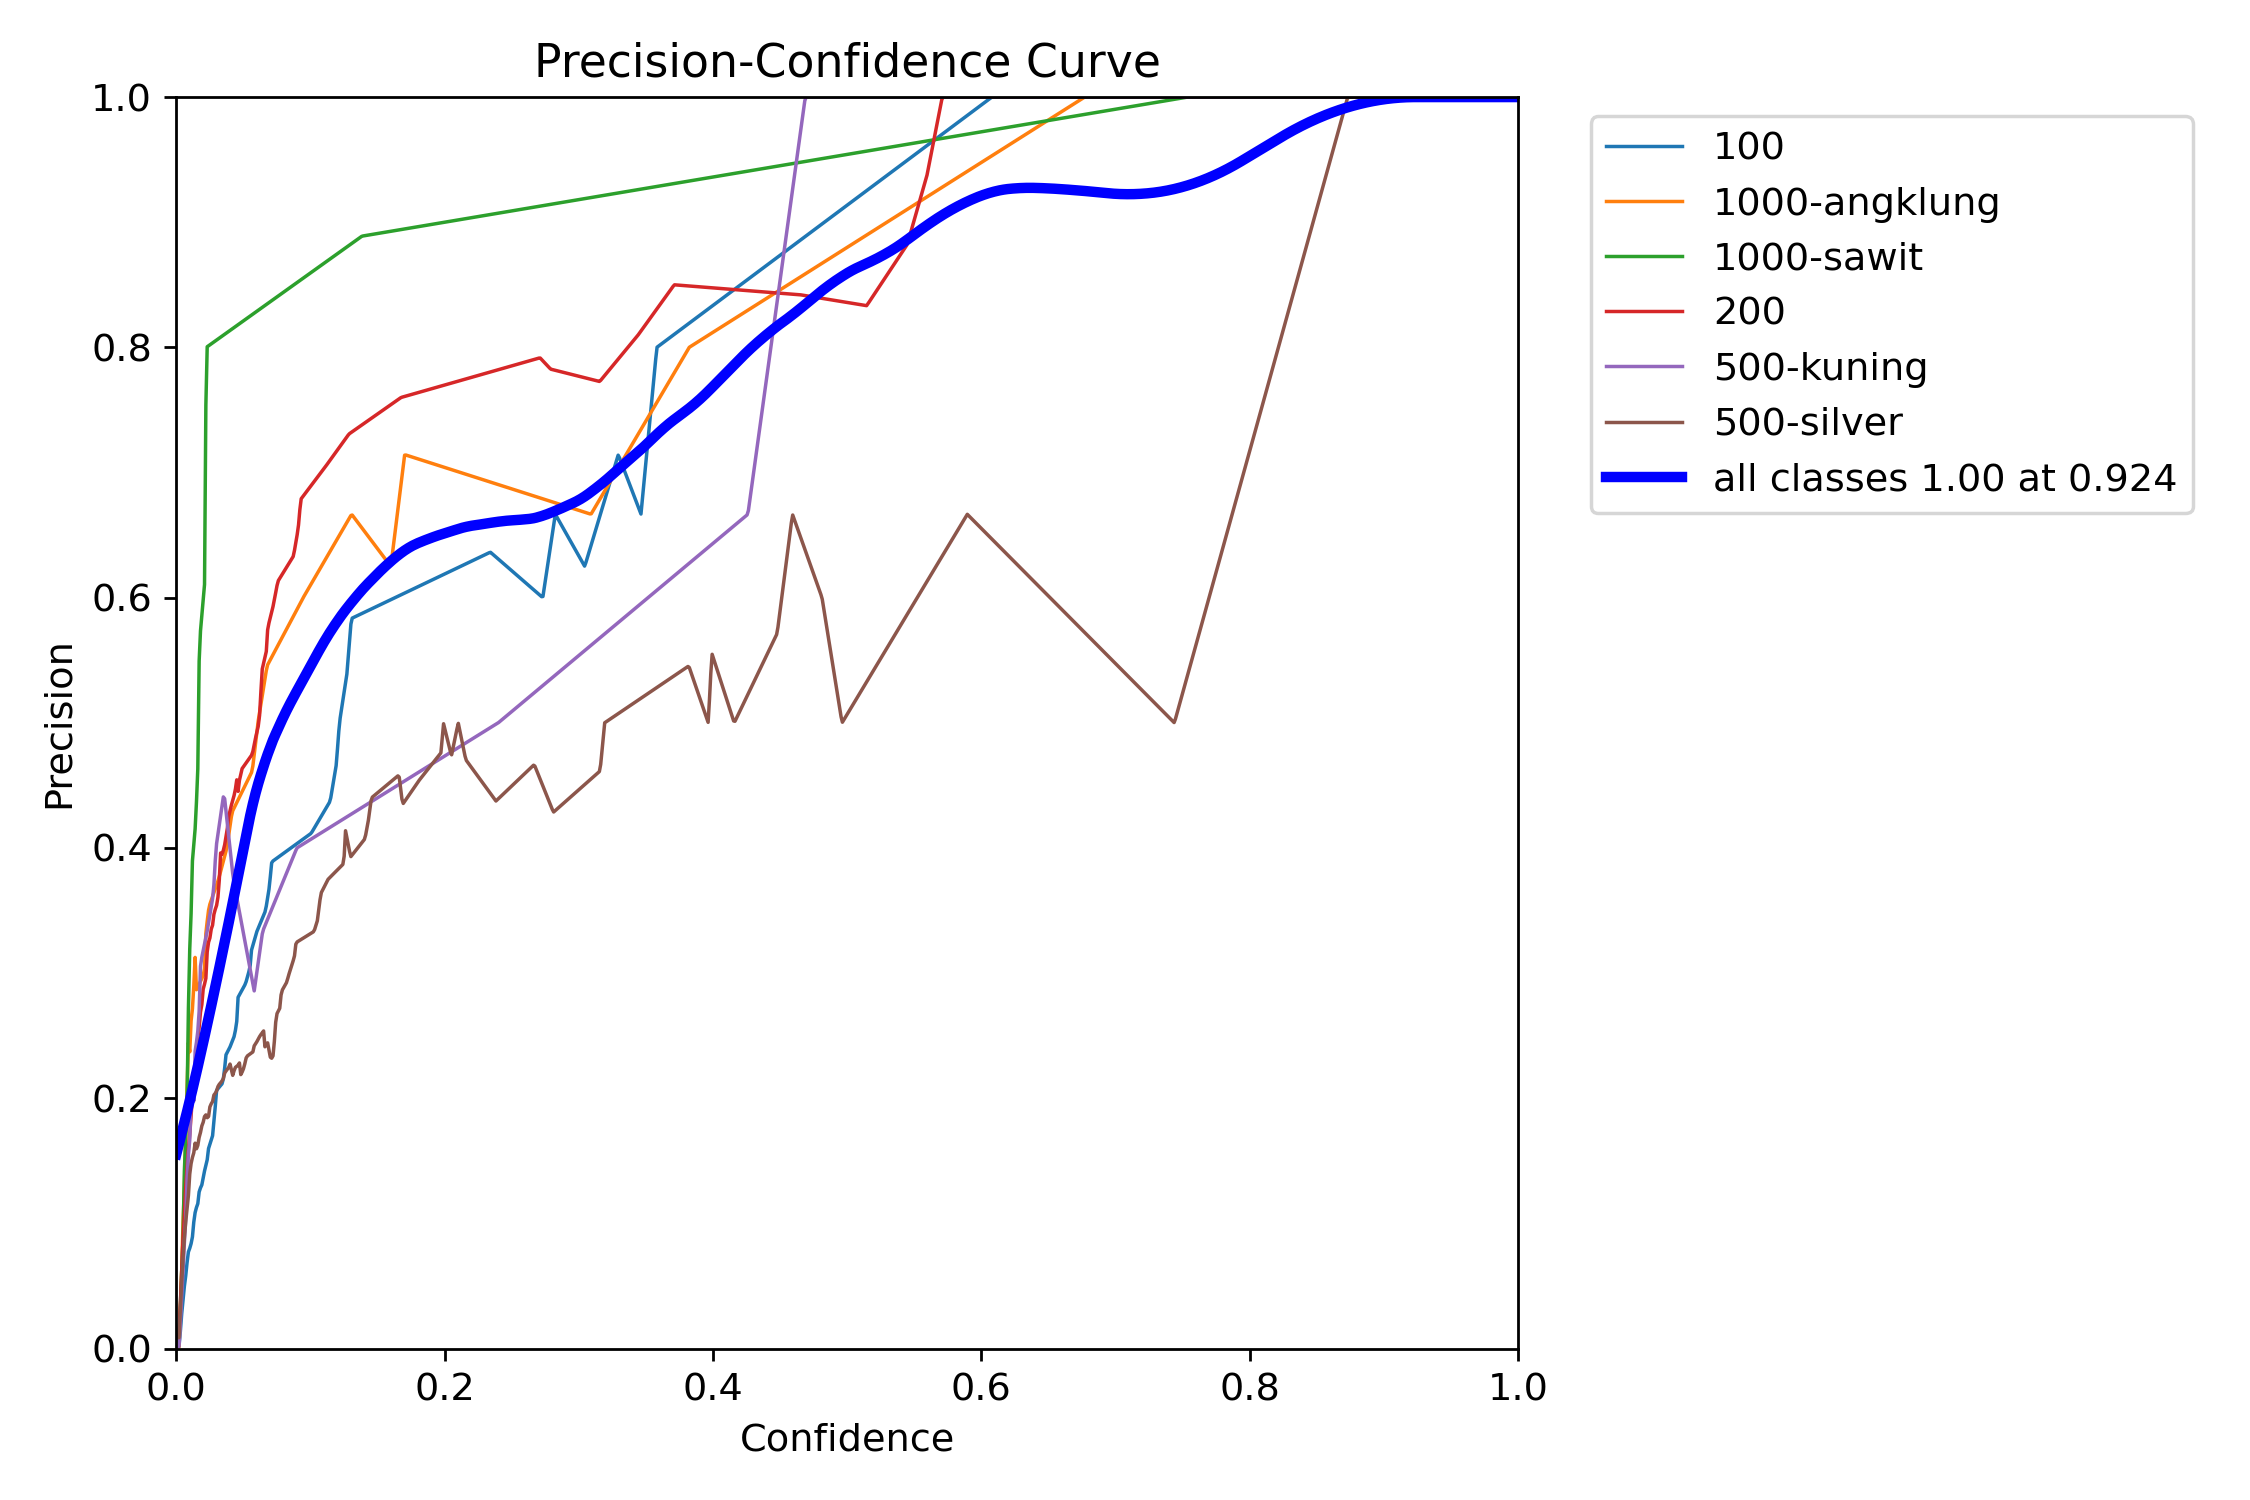 Precision-Confidence Curve
1.0
0.8
0.6
0.4
0.2
0.0
Precision
0.0 0.2 0.4 0.6 0.8 1.0
Confidence
100
1000-angklung
1000-sawit
200
500-kuning
500-silver
all classes 1.00 at 0.924